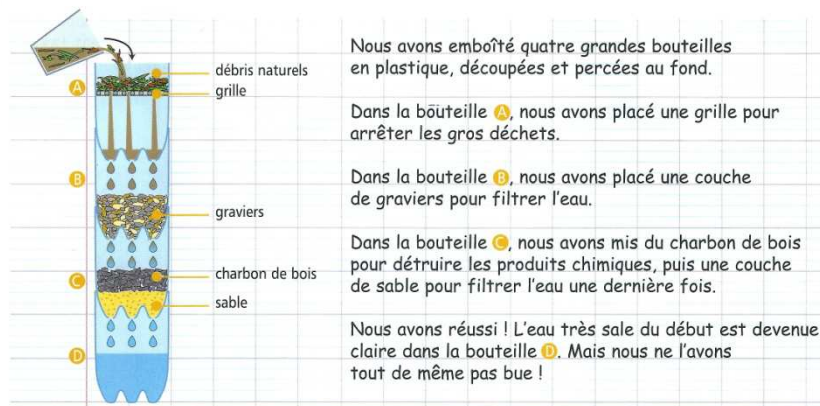 débris naturels
grille
graviers
charbon de bois
sable
A
B
C
D
Nous avons emboîté quatre grandes bouteilles
en plastique, découpées et percées au fond.
Dans la bouteille A, nous avons placé une grille pour
arrêter les gros déchets.
Dans la bouteille B, nous avons placé une couche
de graviers pour filtrer l'eau.
Dans la bouteille C, nous avons mis du charbon de bois
pour détruire les produits chimiques, puis une couche
de sable pour filtrer l'eau une dernière fois.
Nous avons réussi ! L'eau très sale du début est devenue
claire dans la bouteille D. Mais nous ne l'avons
tout de même pas bue !